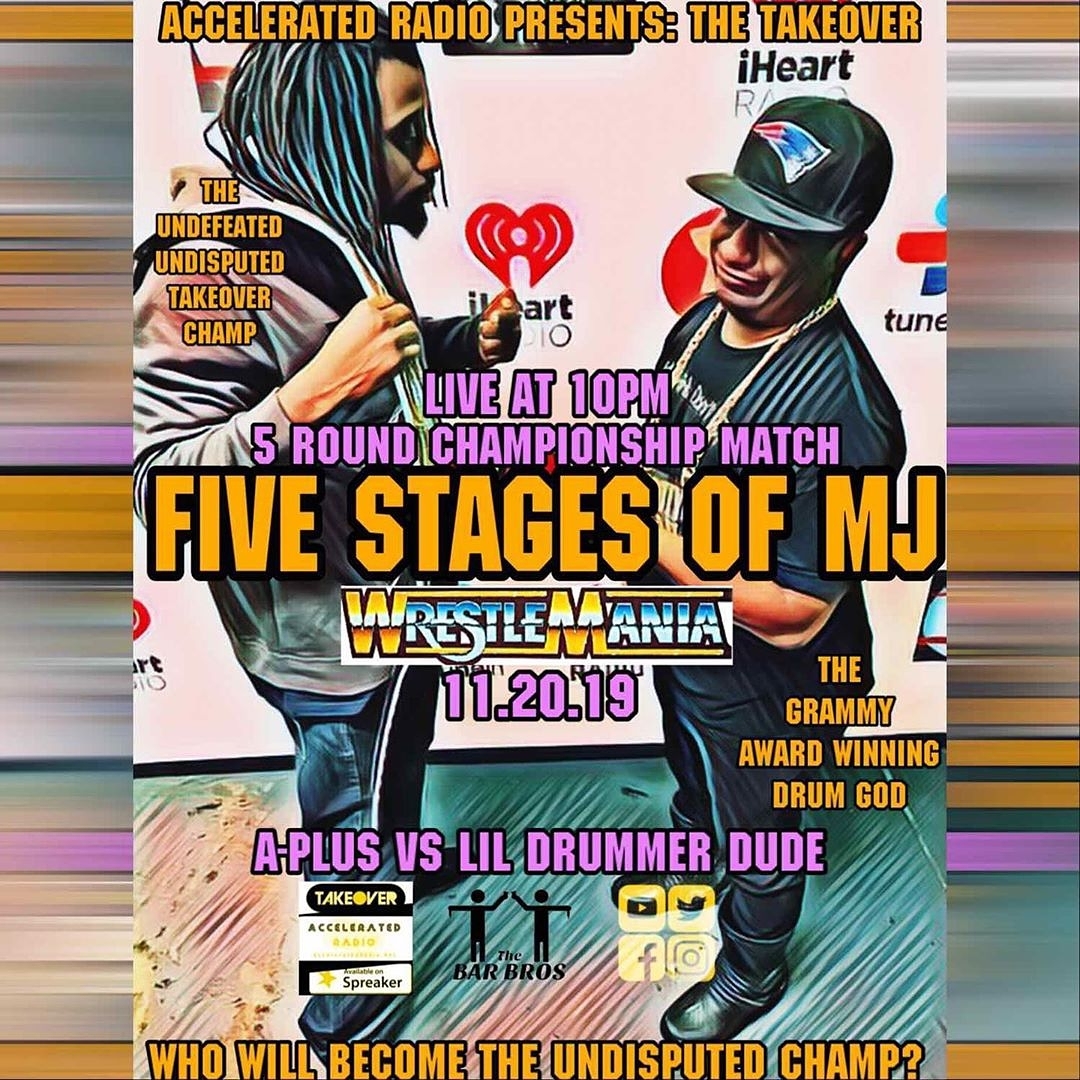 ACCELERATED RADIO PRESENTS: THE TAKEOVER
iHeart
RADIO
THE
UNDEFEATED
UNDISPUTED
TAKEOVER
CHAMP
tune
LIVE AT 10PM
5 ROUND CHAMPIONSHIP MATCH
FIVE STAGES OF MJ
WRESTLEMANIA
11.20.19
THE
GRAMMY
AWARD WINNING
DRUM GOD
A-PLUS VS LIL DRUMMER DUDE
TAKEOVER
ACCELERATED
RADIO
Available on
Spreaker
The
BAR BROS
WHO WILL BECOME THE UNDISPUTED CHAMP?